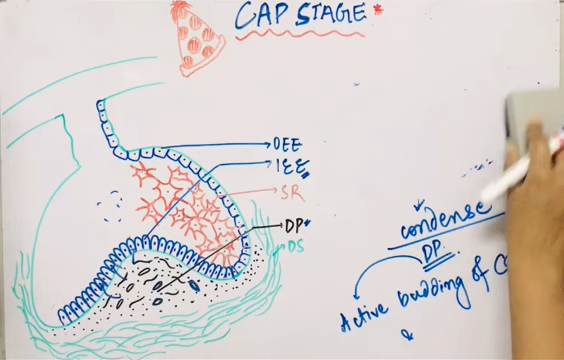 CAP STAGE *
OEE
IEE
SR
DP*
DS
condense
DP.
Active budding of C
&